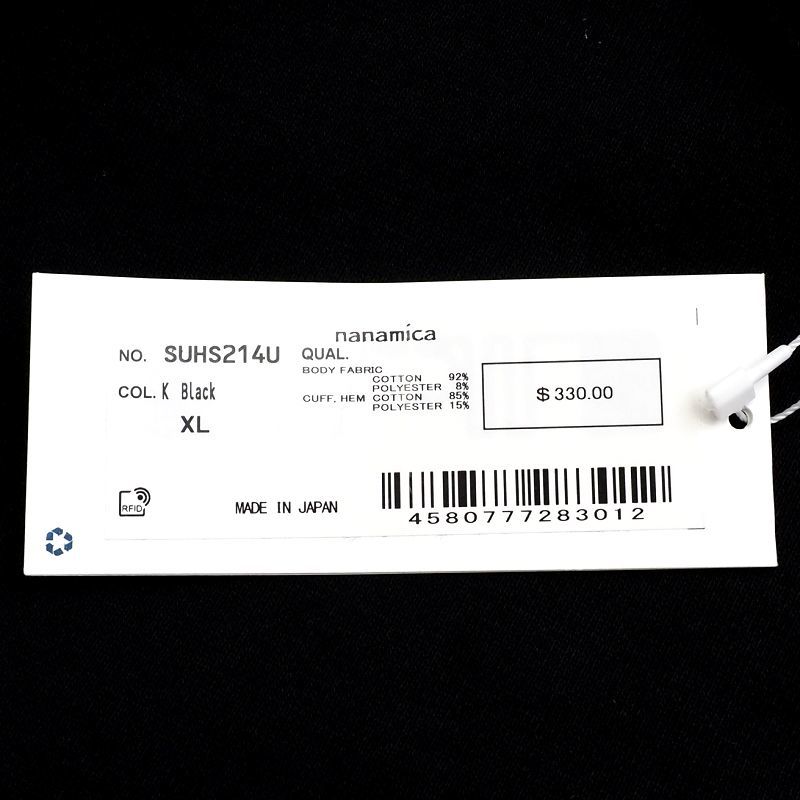 nanamica
NO. SUHS214U QUAL.
BODY FABRIC
COTTON 92%
COL. K Black
POLYESTER 8%
CUFF. HEM COTTON 85%
POLYESTER 15%
$330.00
XL
RFID
MADE IN JAPAN
4580777283012